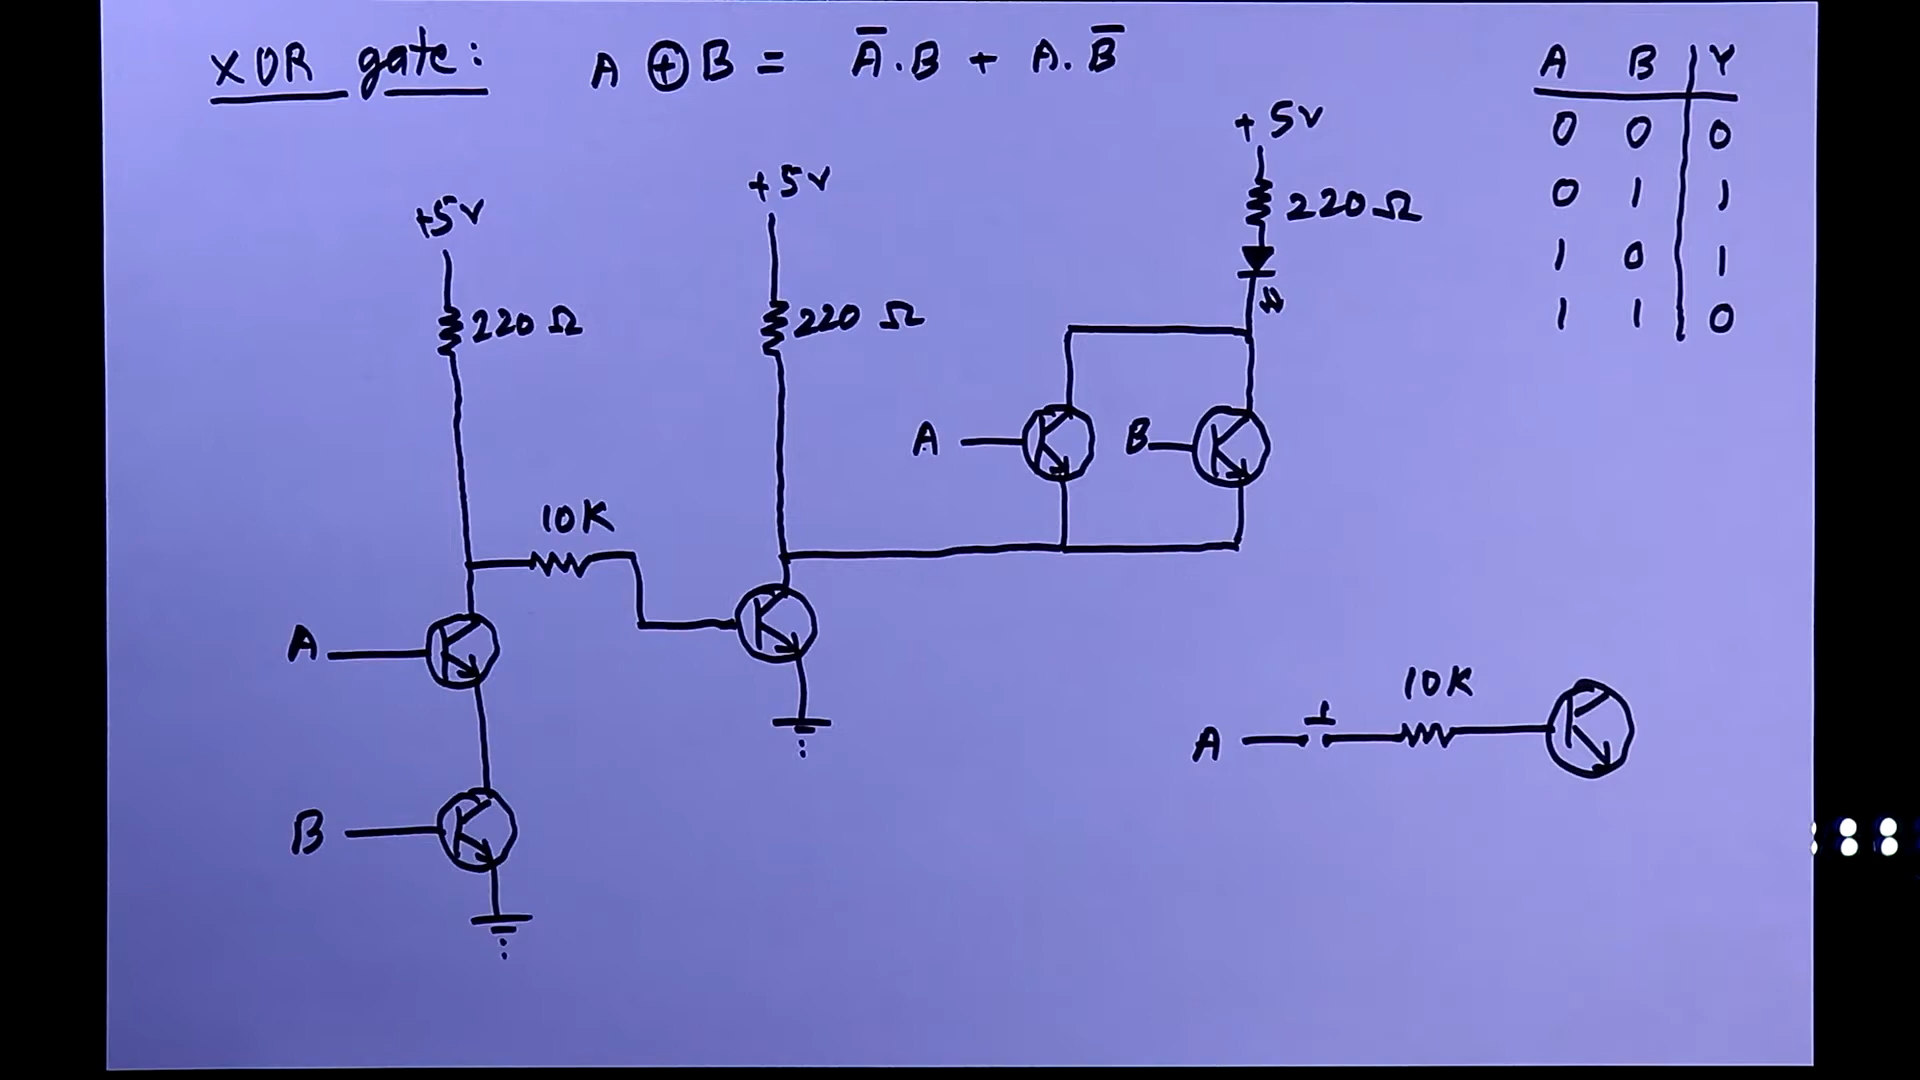 XOR gate: A ⊕ B = A̅.B + A.B̅
A B Y
0 0 0
0 1 1
1 0 1
1 1 0
+5V
+5V
+5V
220 Ω
220 Ω
220 Ω
A
B
10K
A
B
10K
A